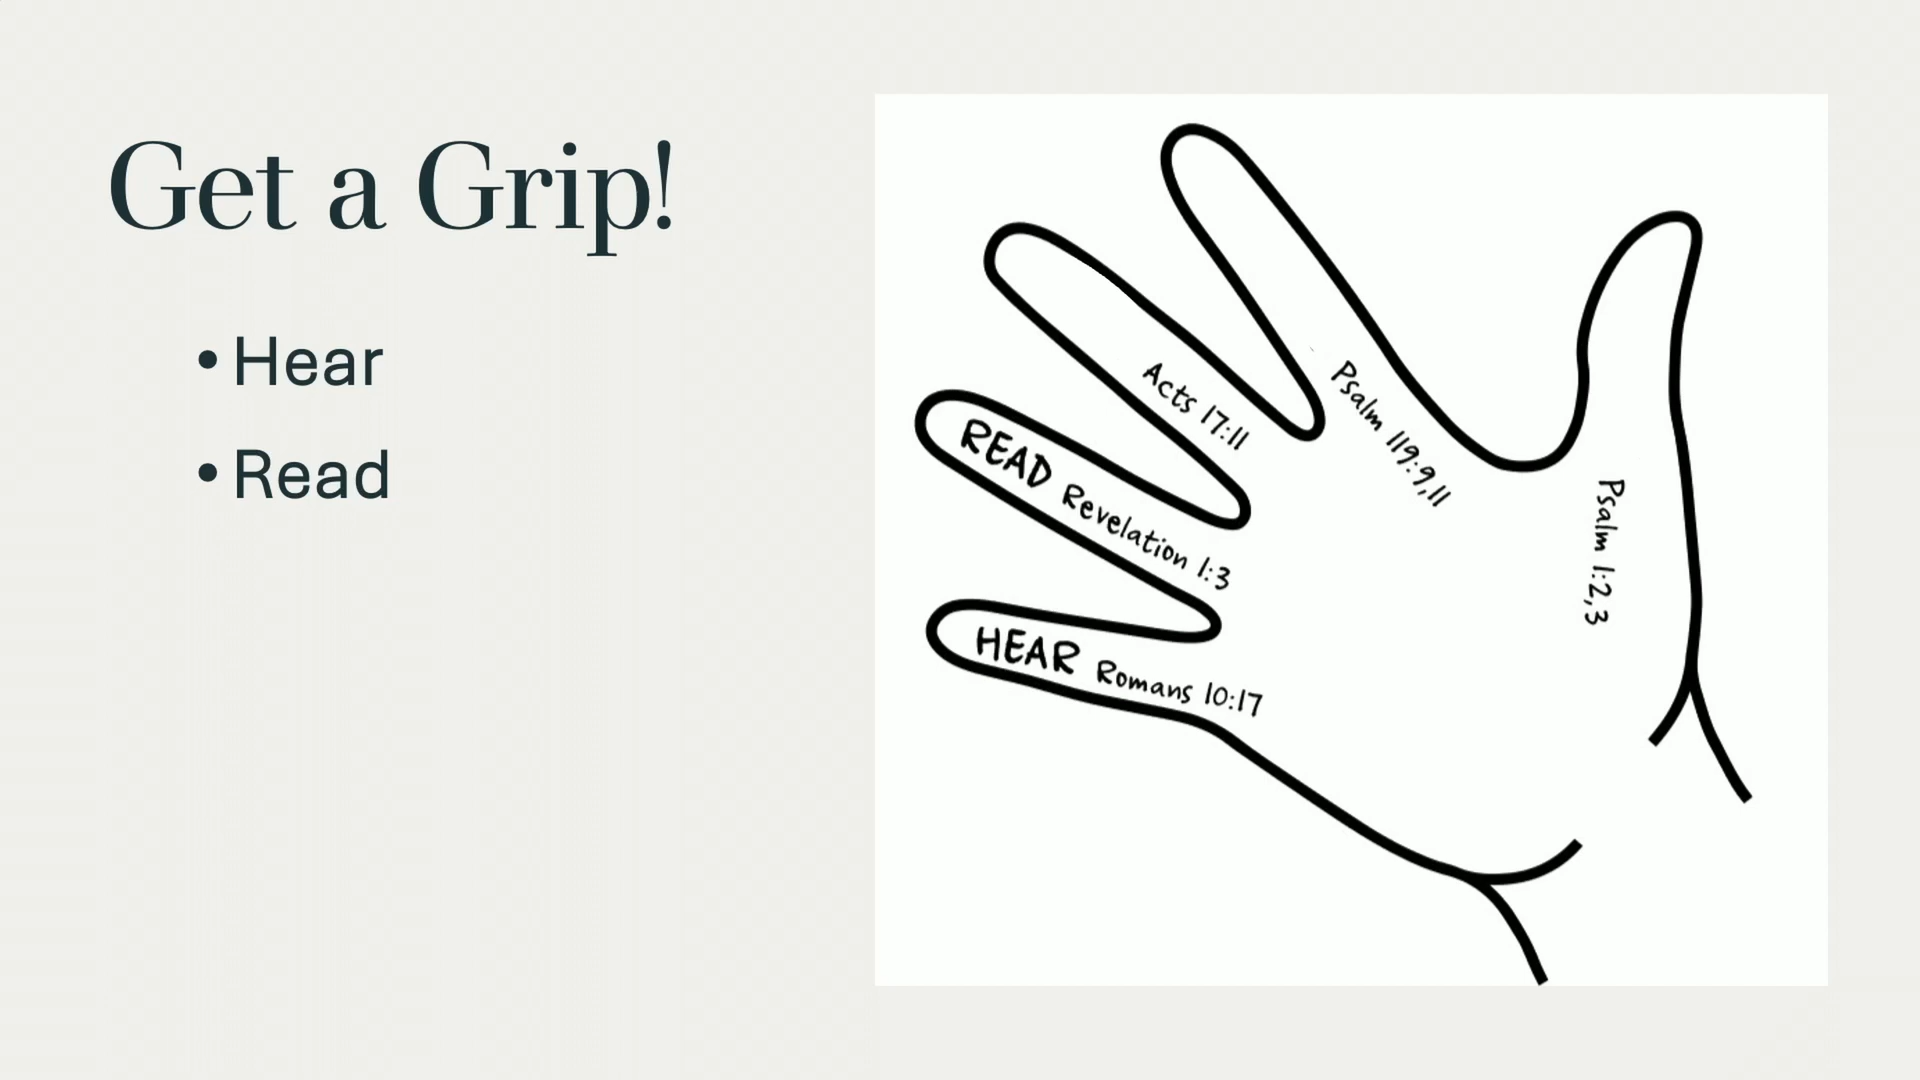 Get a Grip!
• Hear
• Read
Psalm 119:9,11
Acts 17:11
READ Revelation 1:3
Psalm 1:2,3
HEAR Romans 10:17